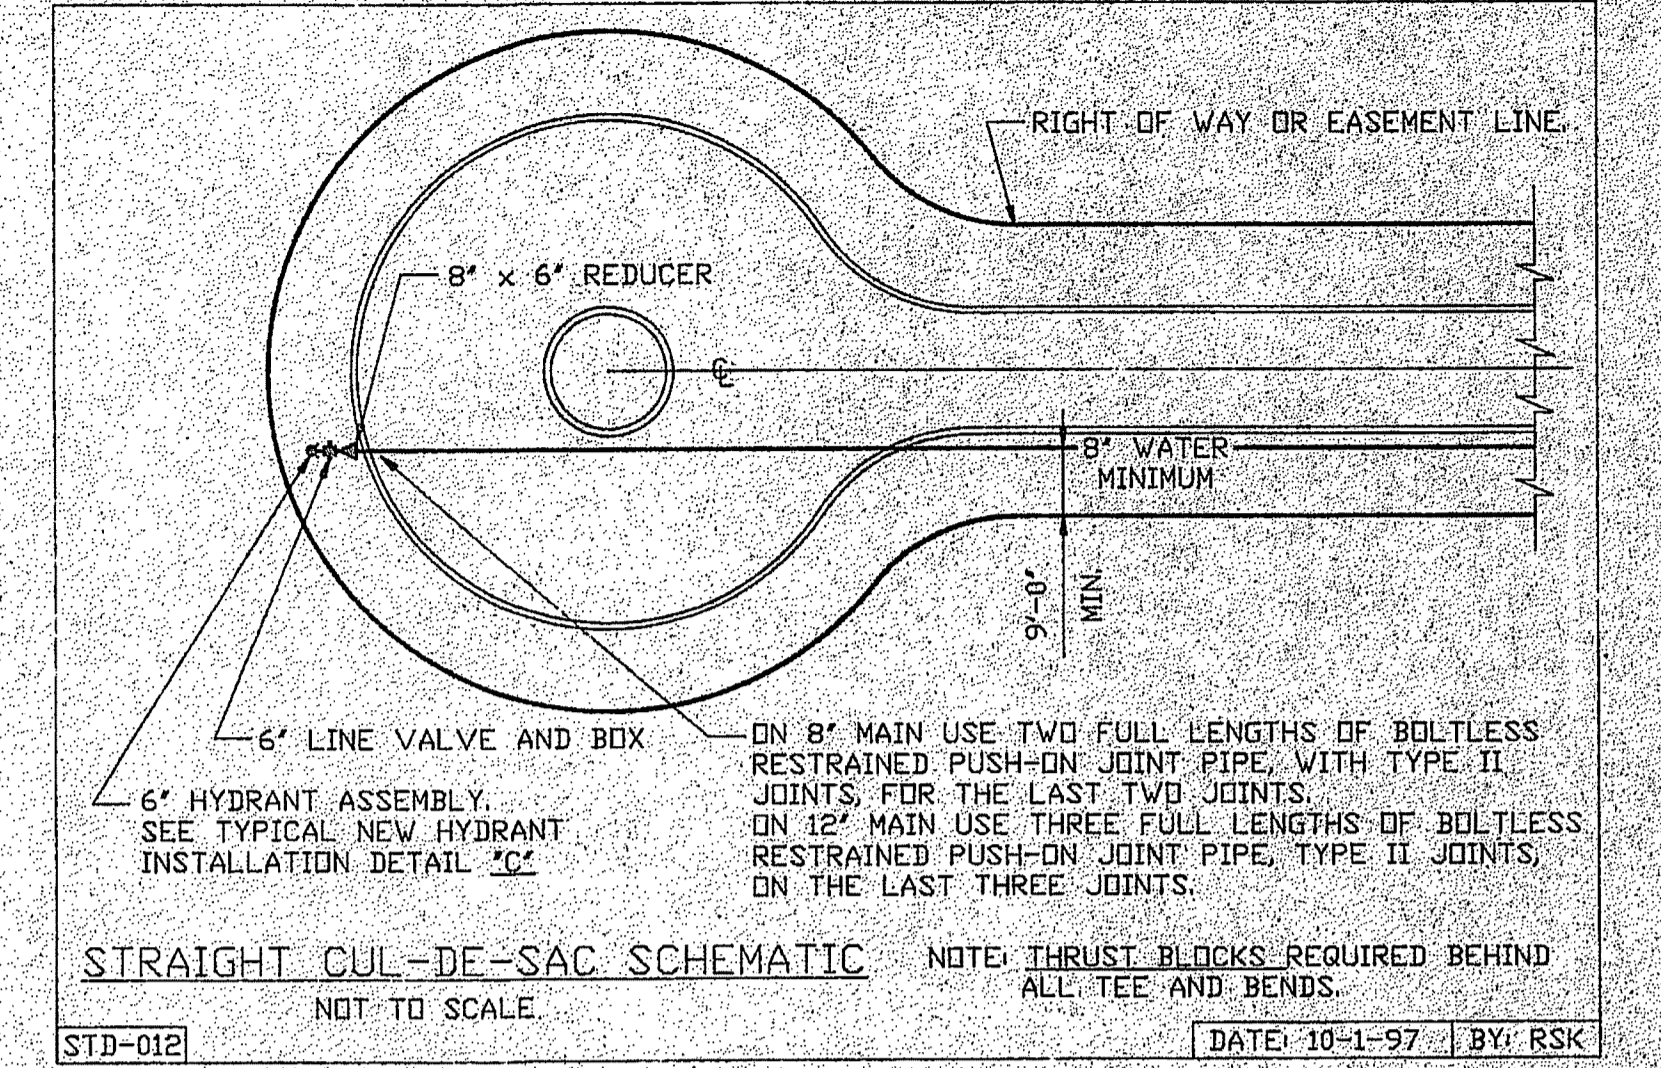 RIGHT OF WAY OR EASEMENT LINE.
8" x 6" REDUCER
℄
8" WATER
MINIMUM
9'-0"
MIN.
6" LINE VALVE AND BOX
6" HYDRANT ASSEMBLY.
SEE TYPICAL NEW HYDRANT
INSTALLATION DETAIL "C"
ON 8" MAIN USE TWO FULL LENGTHS OF BOLTLESS
RESTRAINED PUSH-ON JOINT PIPE, WITH TYPE II
JOINTS, FOR THE LAST TWO JOINTS.
ON 12" MAIN USE THREE FULL LENGTHS OF BOLTLESS
RESTRAINED PUSH-ON JOINT PIPE, TYPE II JOINTS,
ON THE LAST THREE JOINTS.
STRAIGHT CUL-DE-SAC SCHEMATIC
NOT TO SCALE
NOTE: THRUST BLOCKS REQUIRED BEHIND
ALL TEE AND BENDS.
STD-012
DATE: 10-1-97
BY: RSK